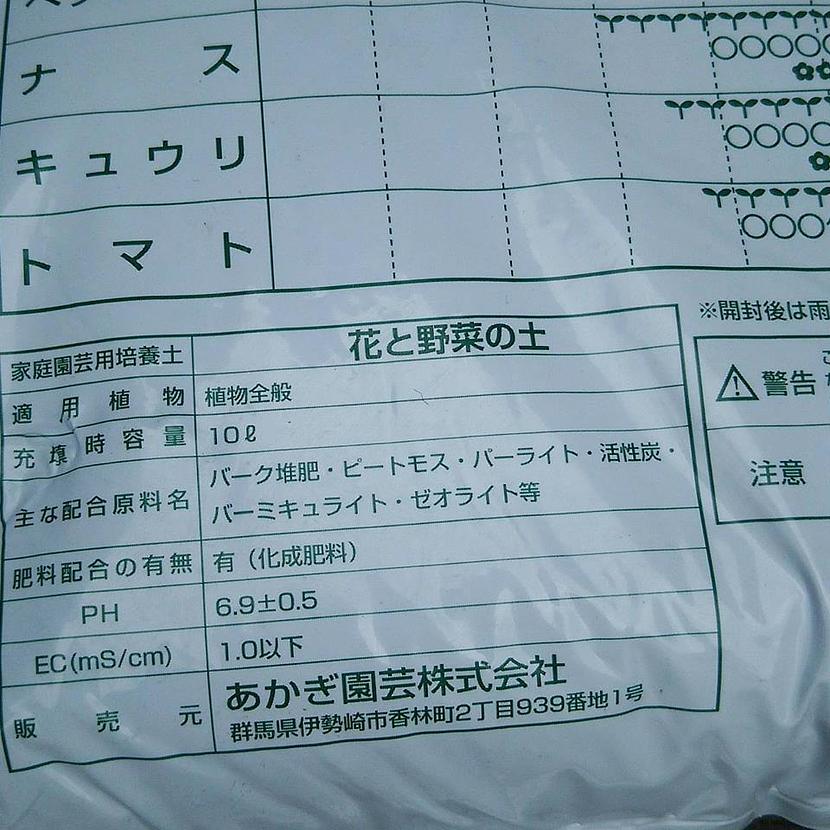 ナス
キュウリ
トマト
※開封後は雨
家庭園芸用培養土 花と野菜の土
適用植物 植物全般
充填時容量 10ℓ
主な配合原料名 バーク堆肥・ピートモス・パーライト・活性炭・
バーミキュライト・ゼオライト等
肥料配合の有無 有（化成肥料）
PH 6.9±0.5
EC(mS/cm) 1.0以下
販売元 あかぎ園芸株式会社
群馬県伊勢崎市香林町2丁目939番地1号
警告
注意